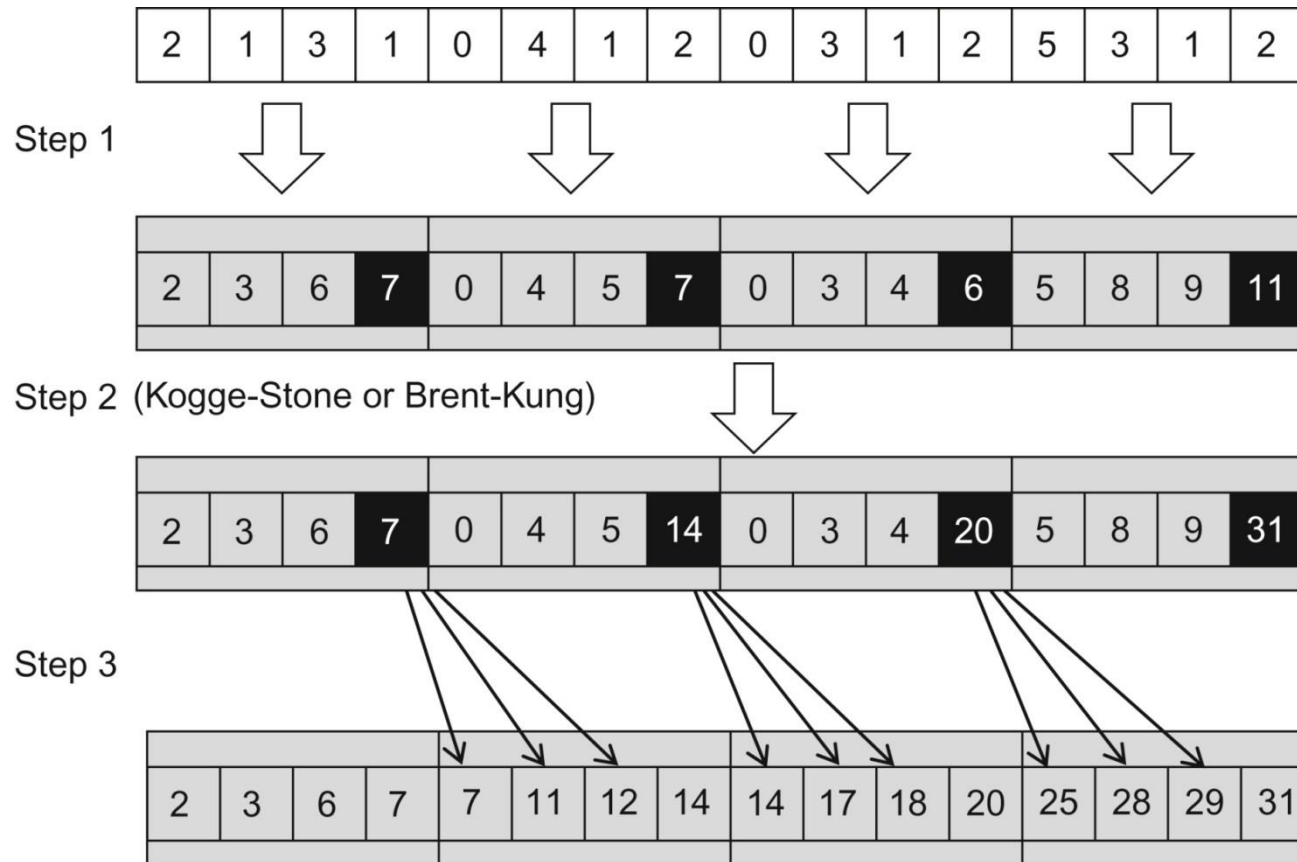 2 1 3 1 0 4 1 2 0 3 1 2 5 3 1 2
Step 1
2 3 6 7 0 4 5 7 0 3 4 6 5 8 9 11
Step 2 (Kogge-Stone or Brent-Kung)
2 3 6 7 0 4 5 14 0 3 4 20 5 8 9 31
Step 3
2 3 6 7 7 11 12 14 14 17 18 20 25 28 29 31